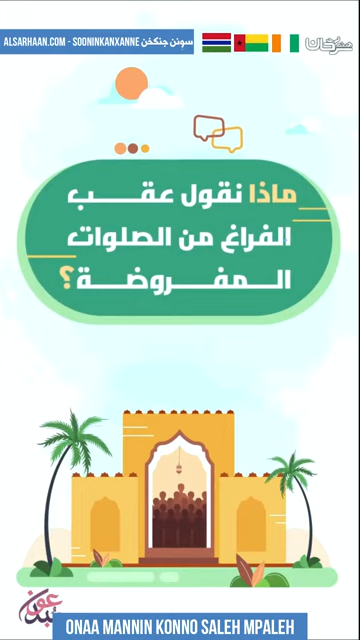 ALSARHAAN.COM - SOONINKANXANNE سونن جنكخن
ماذا نقول عقب
الفراغ من الصلوات
المفروضة؟
ONAA MANNIN KONNO SALEH MPALEH